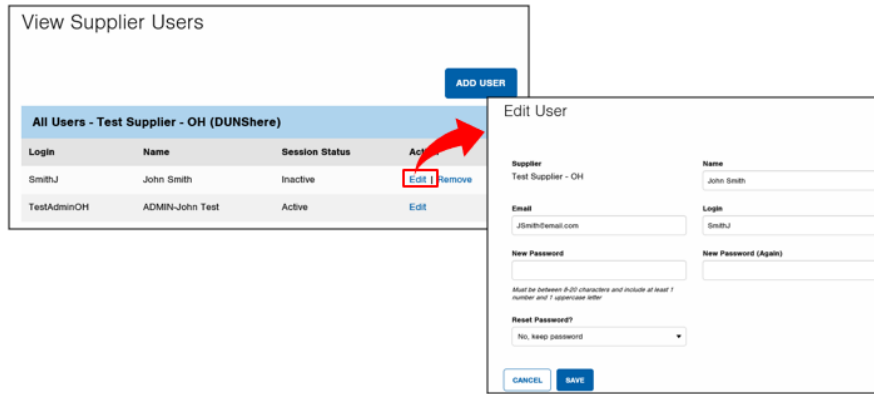 View Supplier Users
ADD USER
All Users - Test Supplier - OH (DUNShere)
Login Name Session Status
SmithJ John Smith Inactive Edit | Remove
TestAdminOH ADMIN-John Test Active Edit
Edit User
Supplier Name
Test Supplier - OH John Smith
Email Login
JSmith@email.com SmithJ
New Password New Password (Again)
Must be between 8-20 characters and include at least 1
number and 1 uppercase letter
Reset Password?
No, keep password
CANCEL SAVE